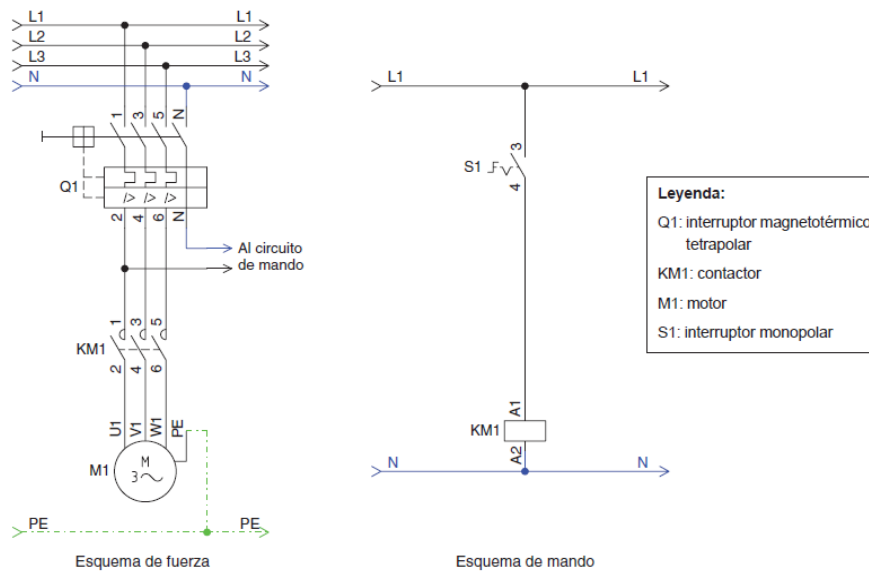 L1 L1
L2 L2
L3 L3
N N
1 3 5 N
Q1
2 4 6 N
Al circuito
de mando
1 3 5
KM1
2 4 6
U1 V1 W1 PE
M1
M
3
PE PE
Esquema de fuerza
L1 L1
3
S1
4
A1
KM1
A2
N N
Esquema de mando
Leyenda:
Q1: interruptor magnetotérmico
tetrapolar
KM1: contactor
M1: motor
S1: interruptor monopolar